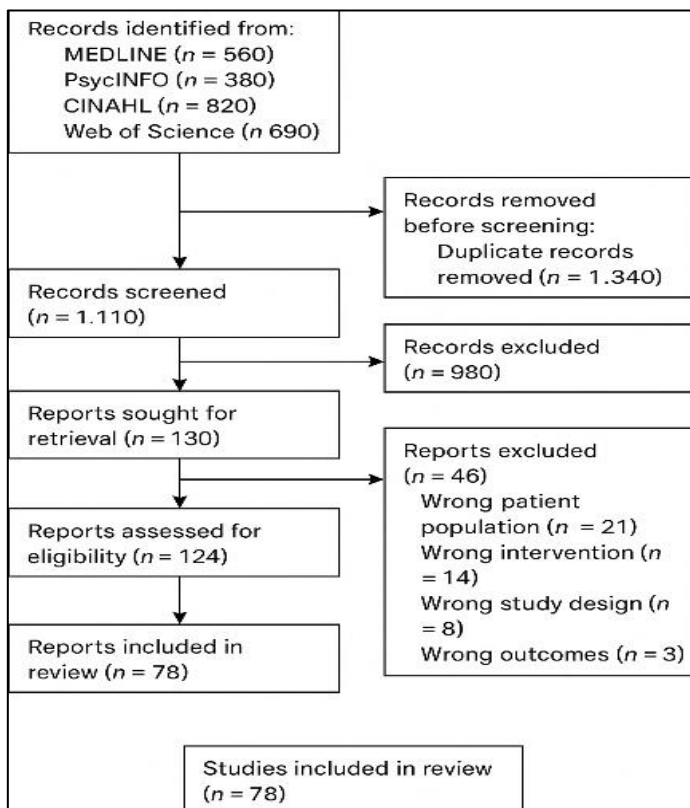 Records identified from:
MEDLINE (n = 560)
PsycINFO (n = 380)
CINAHL (n = 820)
Web of Science (n 690)
Records removed
before screening:
Duplicate records
removed (n = 1.340)
Records screened
(n = 1.110)
Records excluded
(n = 980)
Reports sought for
retrieval (n = 130)
Reports excluded
(n = 46)
Wrong patient
population (n = 21)
Wrong intervention (n
= 14)
Wrong study design (n
= 8)
Wrong outcomes (n = 3)
Reports assessed for
eligibility (n = 124)
Reports included in
review (n = 78)
Studies included in review
(n = 78)